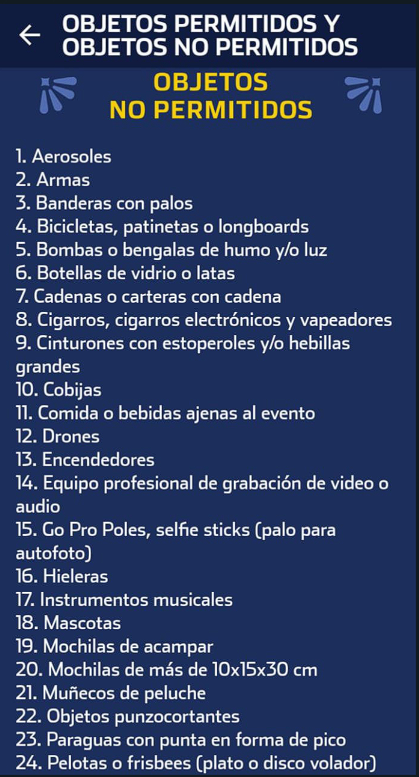 OBJETOS PERMITIDOS Y
OBJETOS NO PERMITIDOS
OBJETOS
NO PERMITIDOS
1. Aerosoles
2. Armas
3. Banderas con palos
4. Bicicletas, patinetas o longboards
5. Bombas o bengalas de humo y/o luz
6. Botellas de vidrio o latas
7. Cadenas o carteras con cadena
8. Cigarros, cigarros electrónicos y vapeadores
9. Cinturones con estoperoles y/o hebillas
grandes
10. Cobijas
11. Comida o bebidas ajenas al evento
12. Drones
13. Encendedores
14. Equipo profesional de grabación de video o
audio
15. Go Pro Poles, selfie sticks (palo para
autofoto)
16. Hieleras
17. Instrumentos musicales
18. Mascotas
19. Mochilas de acampar
20. Mochilas de más de 10x15x30 cm
21. Muñecos de peluche
22. Objetos punzocortantes
23. Paraguas con punta en forma de pico
24. Pelotas o frisbees (plato o disco volador)